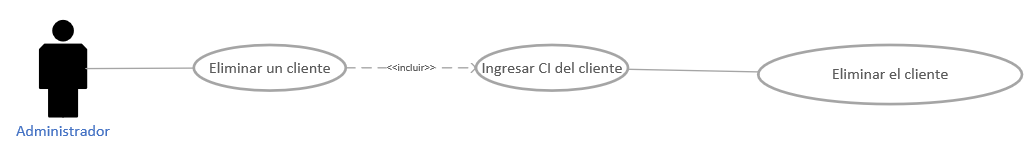 Eliminar un cliente
<<incluir>>
Ingresar CI del cliente
Eliminar el cliente
Administrador